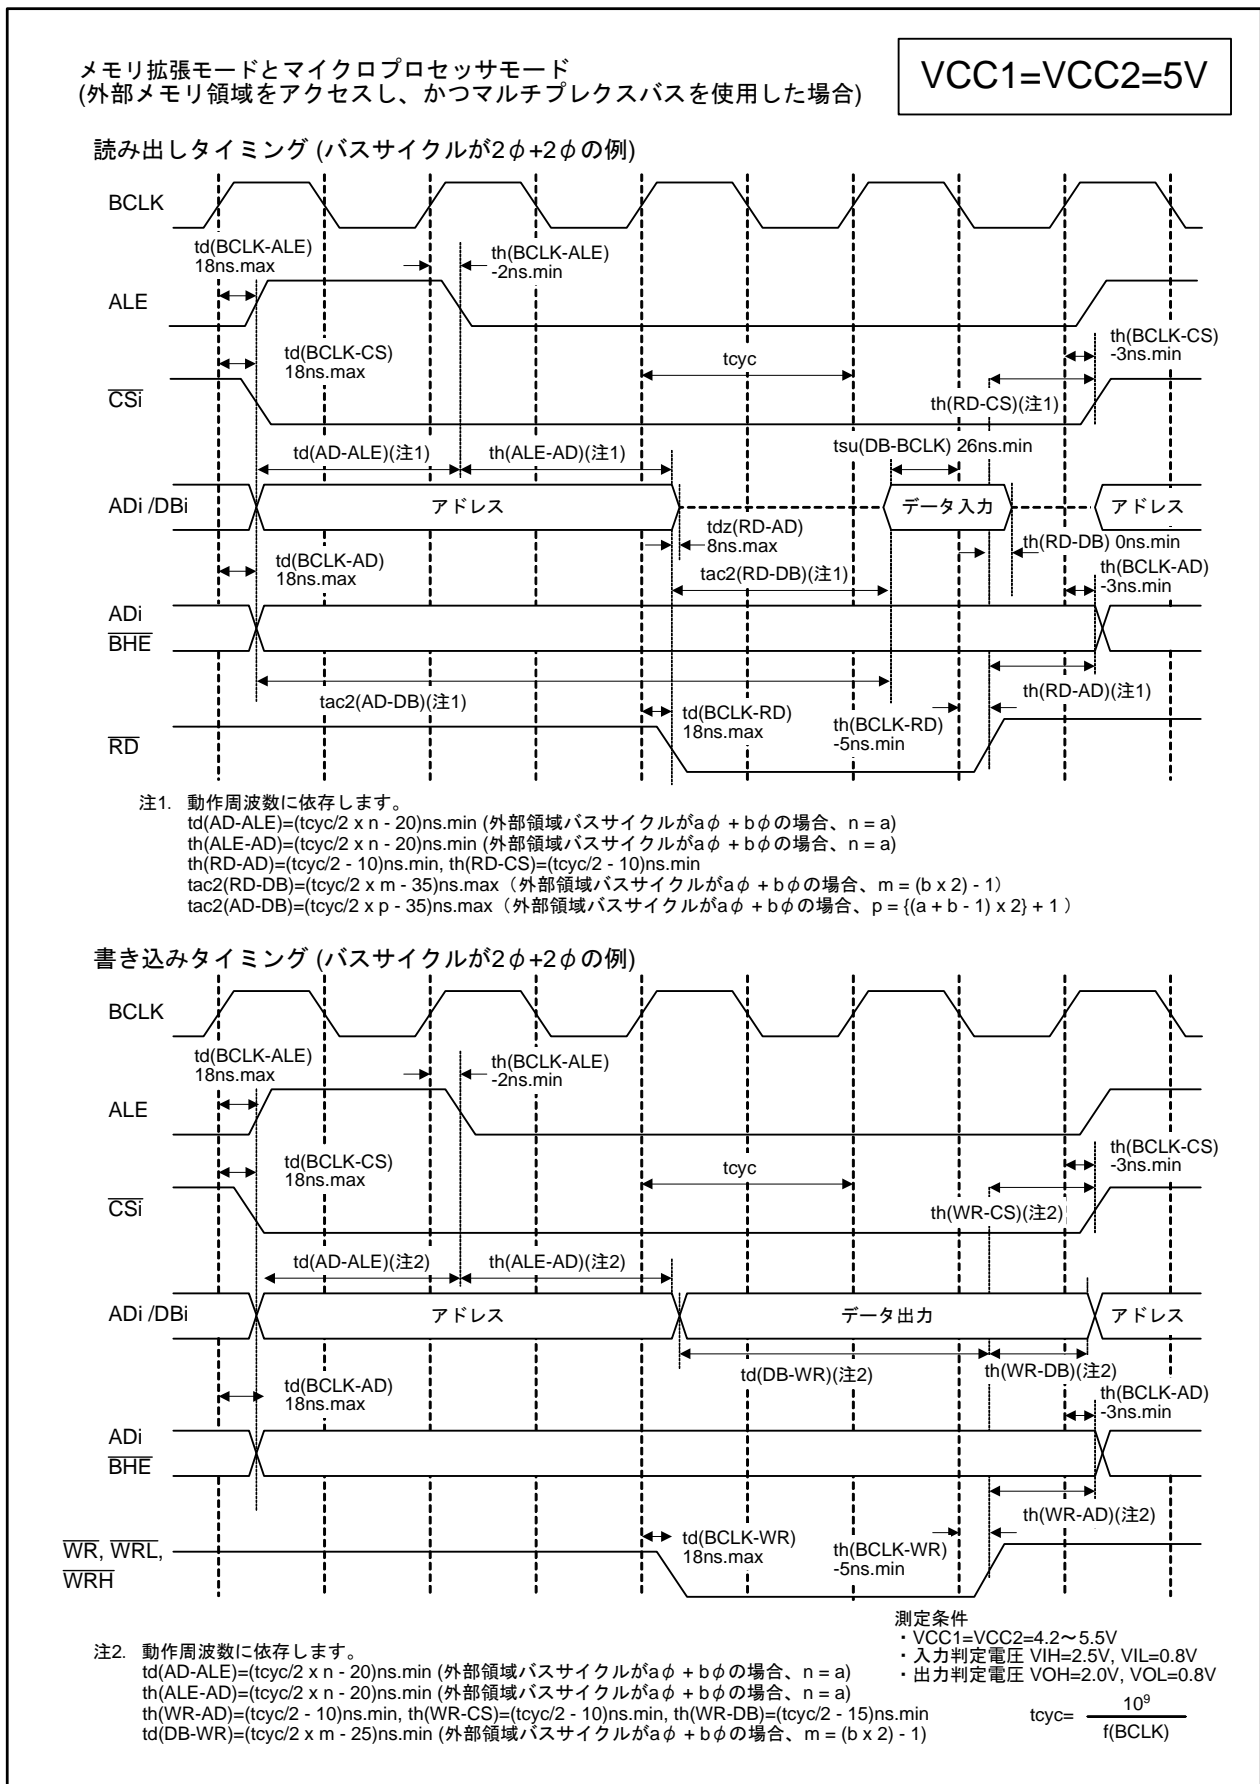 メモリ拡張モードとマイクロプロセッサモード
(外部メモリ領域をアクセスし、かつマルチプレクスバスを使用した場合)
VCC1=VCC2=5V
読み出しタイミング (バスサイクルが2φ+2φの例)
BCLK
td(BCLK-ALE)
18ns.max
th(BCLK-ALE)
-2ns.min
ALE
td(BCLK-CS)
18ns.max
tcyc
th(BCLK-CS)
-3ns.min
CSi
th(RD-CS)(注1)
td(AD-ALE)(注1)
th(ALE-AD)(注1)
tsu(DB-BCLK) 26ns.min
ADi /DBi
アドレス
データ入力
アドレス
tdz(RD-AD)
8ns.max
th(RD-DB) 0ns.min
td(BCLK-AD)
18ns.max
tac2(RD-DB)(注1)
th(BCLK-AD)
-3ns.min
ADi
BHE
tac2(AD-DB)(注1)
th(RD-AD)(注1)
td(BCLK-RD)
18ns.max
th(BCLK-RD)
-5ns.min
RD
注1. 動作周波数に依存します。
td(AD-ALE)=(tcyc/2 x n - 20)ns.min (外部領域バスサイクルがaφ + bφの場合、n = a)
th(ALE-AD)=(tcyc/2 x n - 20)ns.min (外部領域バスサイクルがaφ + bφの場合、n = a)
th(RD-AD)=(tcyc/2 - 10)ns.min, th(RD-CS)=(tcyc/2 - 10)ns.min
tac2(RD-DB)=(tcyc/2 x m - 35)ns.max（外部領域バスサイクルがaφ + bφの場合、m = (b x 2) - 1）
tac2(AD-DB)=(tcyc/2 x p - 35)ns.max（外部領域バスサイクルがaφ + bφの場合、p = {(a + b - 1) x 2} + 1 ）
書き込みタイミング (バスサイクルが2φ+2φの例)
BCLK
td(BCLK-ALE)
18ns.max
th(BCLK-ALE)
-2ns.min
ALE
td(BCLK-CS)
18ns.max
tcyc
th(BCLK-CS)
-3ns.min
CSi
th(WR-CS)(注2)
td(AD-ALE)(注2)
th(ALE-AD)(注2)
ADi /DBi
アドレス
データ出力
アドレス
td(DB-WR)(注2)
th(WR-DB)(注2)
td(BCLK-AD)
18ns.max
th(BCLK-AD)
-3ns.min
ADi
BHE
th(WR-AD)(注2)
td(BCLK-WR)
18ns.max
th(BCLK-WR)
-5ns.min
WR, WRL,
WRH
測定条件
・VCC1=VCC2=4.2～5.5V
・入力判定電圧 VIH=2.5V, VIL=0.8V
・出力判定電圧 VOH=2.0V, VOL=0.8V
注2. 動作周波数に依存します。
td(AD-ALE)=(tcyc/2 x n - 20)ns.min (外部領域バスサイクルがaφ + bφの場合、n = a)
th(ALE-AD)=(tcyc/2 x n - 20)ns.min (外部領域バスサイクルがaφ + bφの場合、n = a)
th(WR-AD)=(tcyc/2 - 10)ns.min, th(WR-CS)=(tcyc/2 - 10)ns.min, th(WR-DB)=(tcyc/2 - 15)ns.min
td(DB-WR)=(tcyc/2 x m - 25)ns.min (外部領域バスサイクルがaφ + bφの場合、m = (b x 2) - 1)
tcyc=
10⁹
f(BCLK)